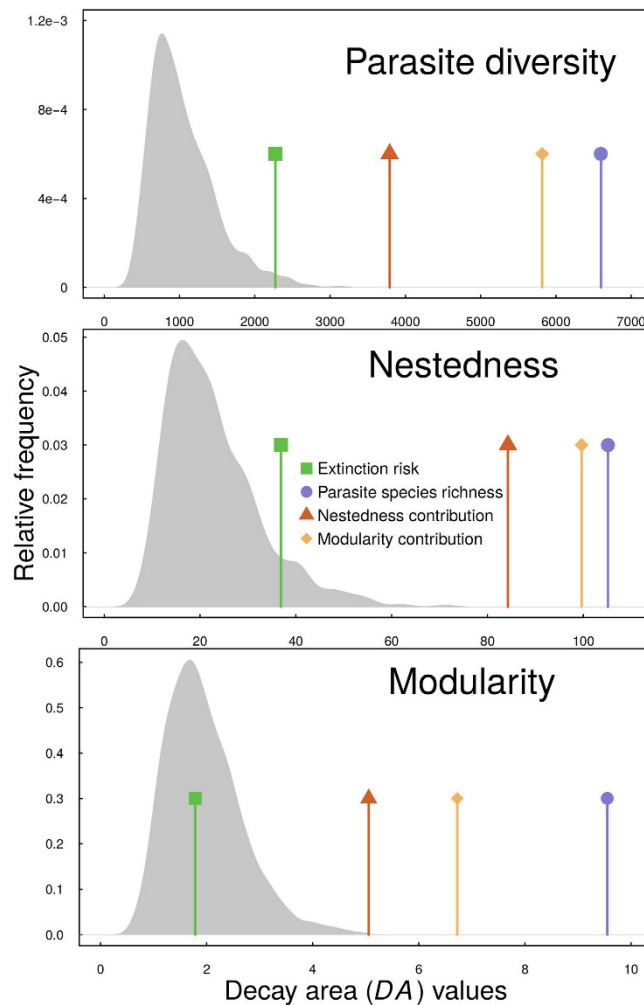 Parasite diversity
1.2e-3
8e-4
4e-4
0
0 1000 2000 3000 4000 5000 6000 7000
Nestedness
0.05
0.04
0.03
0.02
0.01
0.00
Extinction risk
Parasite species richness
Nestedness contribution
Modularity contribution
0 20 40 60 80 100
Relative frequency
Modularity
0.6
0.5
0.4
0.3
0.2
0.1
0.0
0 2 4 6 8 10
Decay area (DA) values